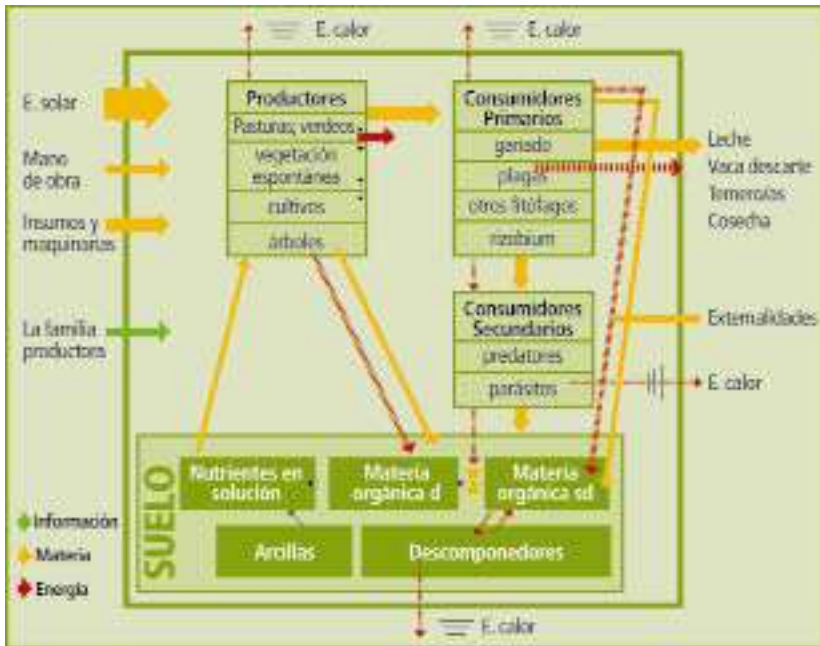 E. calor
E. calor
E. solar
Mano
de obra
Insumos y
maquinarias
La familia
productora
Productores
Pasturas, verdeos
vegetación
espontánea
cultivos
árboles
Consumidores
Primarios
ganado
plagas
otros fitófagos
rizobium
Consumidores
Secundarios
predatores
parásitos
Leche
Vaca descarte
Terneros/as
Cosecha
Externalidades
E. calor
SUELO
Nutrientes en
solución
Materia
orgánica d
Materia
orgánica sd
Arcillas
Descomponedores
Información
Materia
Energía
E. calor